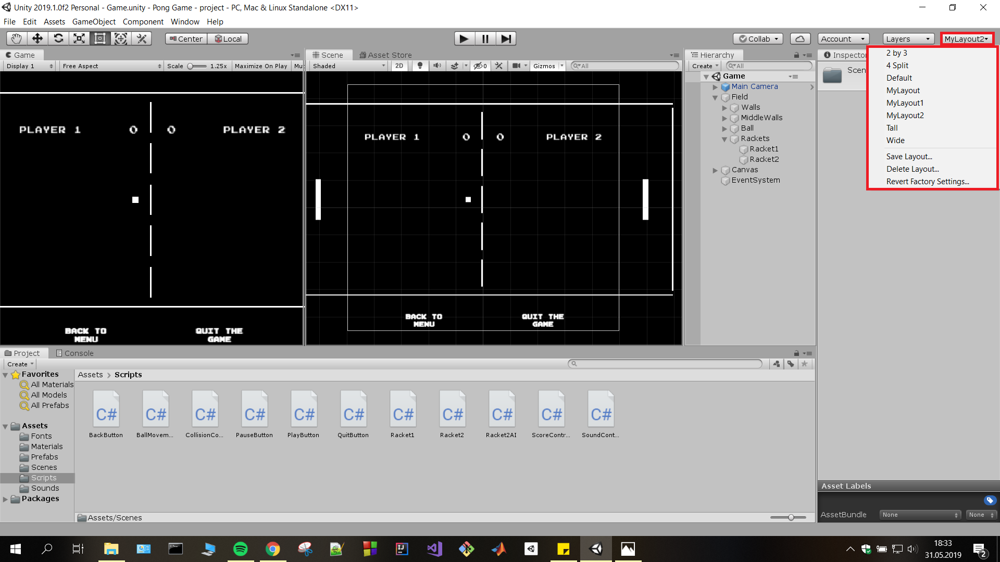 Unity 2019.1.0f2 Personal - Game.unity - Pong Game - project - PC, Mac & Linux Standalone <DX11>
File Edit Assets GameObject Component Window Help
Center Local Collab Account Layers MyLayout2
Game
Display 1 Free Aspect Scale 1.25x Maximize On Play Mu
PLAYER 1 0 0 PLAYER 2
BACK TO MENU
QUIT THE GAME
Scene Asset Store
Shaded 2D 0 Gizmos All
PLAYER 1 0 0 PLAYER 2
BACK TO MENU
QUIT THE GAME
Hierarchy
Create All
Game
Main Camera
Field
Walls
MiddleWalls
Ball
Rackets
Racket1
Racket2
Canvas
EventSystem
Inspector
Scen
2 by 3
4 Split
Default
MyLayout
MyLayout1
MyLayout2
Tall
Wide
Save Layout...
Delete Layout...
Revert Factory Settings...
Project Console
Create
Favorites
All Materials
All Models
All Prefabs
Assets
Fonts
Materials
Prefabs
Scenes
Scripts
Sounds
Packages
Assets Scripts
C# C# C# C# C# C# C# C# C# C# C#
BackButton BallMovem... CollisionCo... PauseButton PlayButton QuitButton Racket1 Racket2 Racket2AI ScoreContr... SoundCont...
Assets/Scenes
Asset Labels
AssetBundle None None
18:33
31.05.2019
2